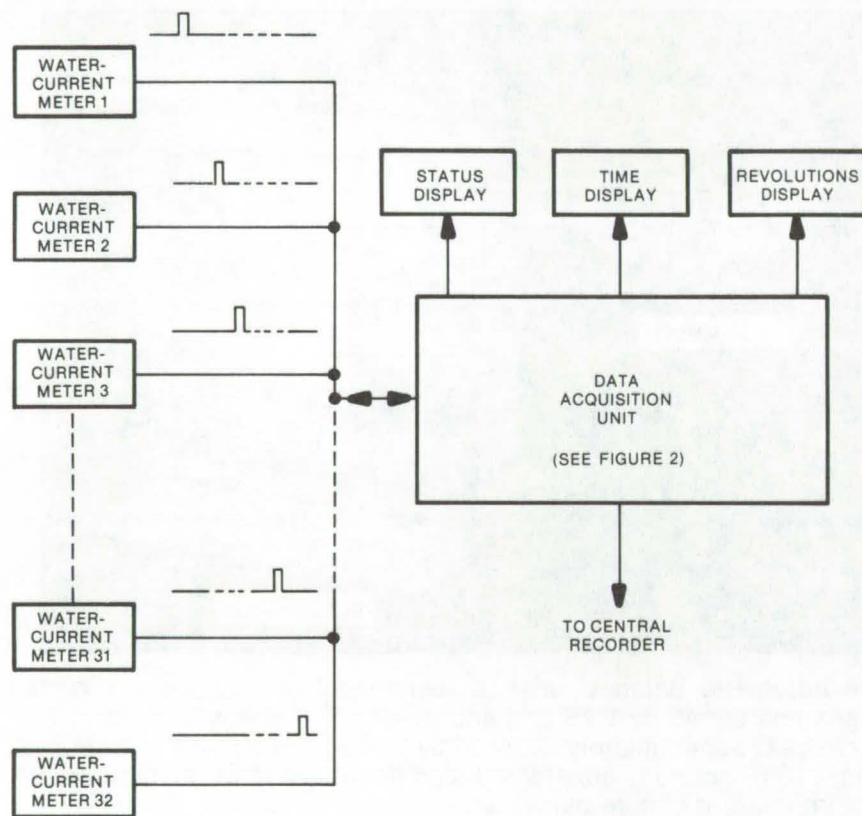 WATER-
CURRENT
METER 1
WATER-
CURRENT
METER 2
WATER-
CURRENT
METER 3
WATER-
CURRENT
METER 31
WATER-
CURRENT
METER 32
STATUS
DISPLAY
TIME
DISPLAY
REVOLUTIONS
DISPLAY
DATA
ACQUISITION
UNIT
(SEE FIGURE 2)
TO CENTRAL
RECORDER